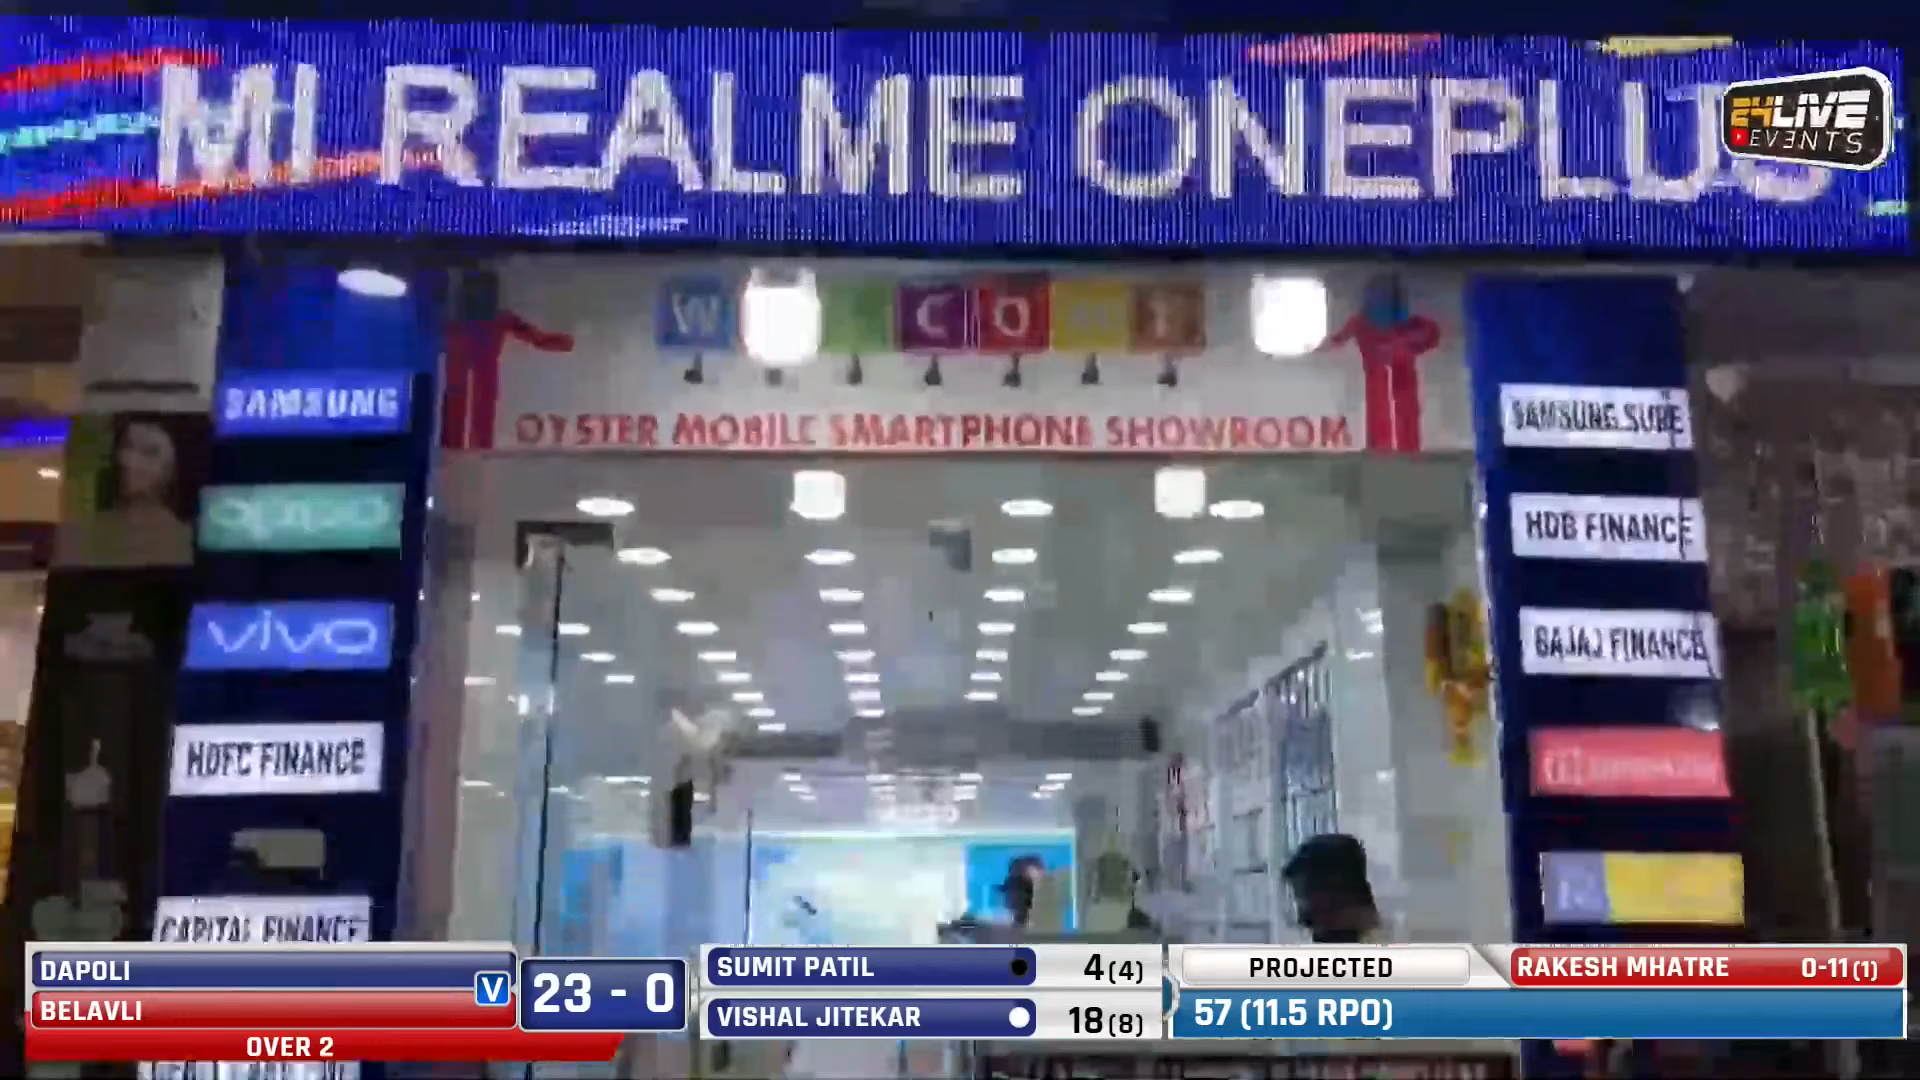 MI REALME ONEPLUS
24LIVE
EVENTS
WELCOME
OYSTER MOBILE SMARTPHONE SHOWROOM
SAMSUNG
oppo
vivo
HDFC FINANCE
CAPITAL FINANCE
SAMSUNG SURE
HDB FINANCE
BAJAJ FINANCE
DAPOLI
BELAVLI
V
23 - 0
OVER 2
SUMIT PATIL 4 (4)
VISHAL JITEKAR 18 (8)
PROJECTED
57 (11.5 RPO)
RAKESH MHATRE 0-11 (1)